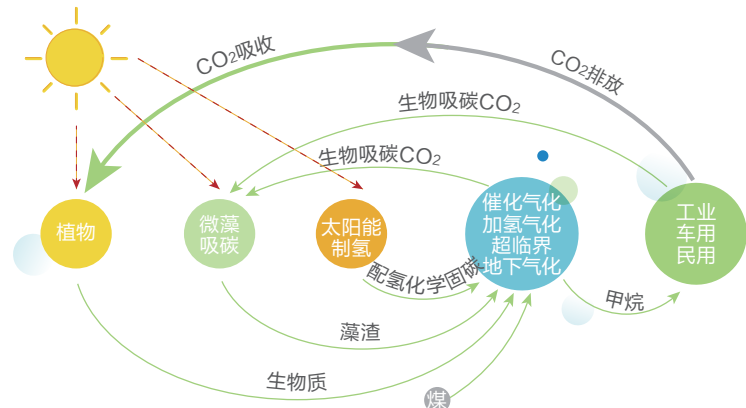 CO₂吸收
CO₂排放
生物吸碳CO₂
生物吸碳CO₂
植物
微藻
吸碳
太阳能
制氢
催化气化
加氢气化
超临界
地下气化
工业
车用
民用
配氢化学固碳
甲烷
藻渣
生物质
煤